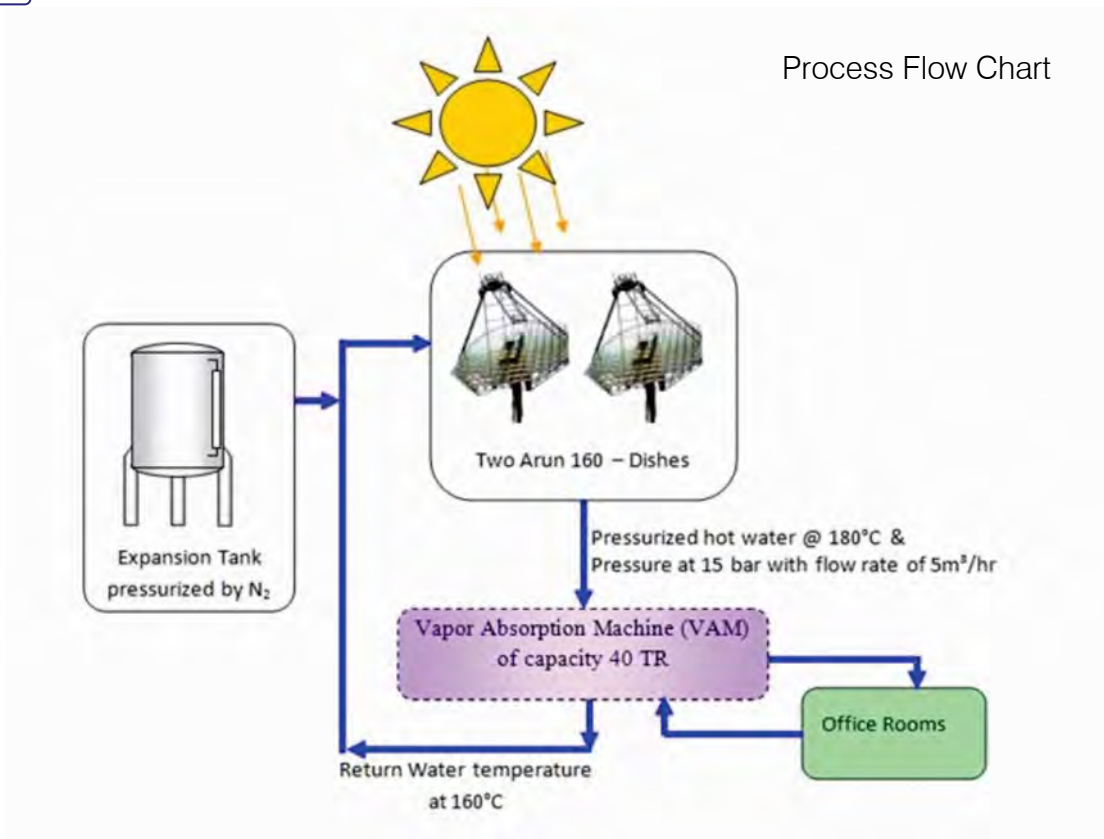 Process Flow Chart
Two Arun 160 – Dishes
Expansion Tank
pressurized by N₂
Pressurized hot water @ 180°C &
Pressure at 15 bar with flow rate of 5m³/hr
Vapor Absorption Machine (VAM)
of capacity 40 TR
Office Rooms
Return Water temperature
at 160°C